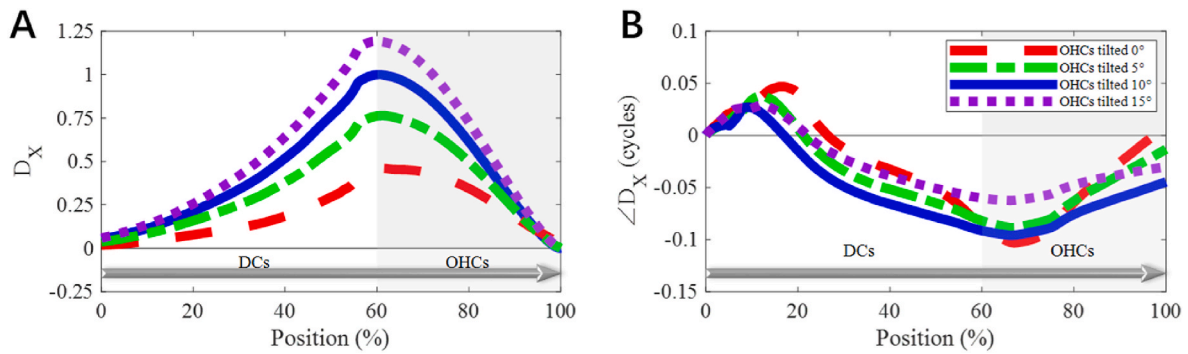 A
1.25
1
0.75
0.5
0.25
0
-0.25
D_X
DCs
OHCs
0
20
40
60
80
100
Position (%)
B
0.1
0.05
0
-0.05
-0.1
-0.15
∠D_X (cycles)
OHCs tilted 0°
OHCs tilted 5°
OHCs tilted 10°
OHCs tilted 15°
DCs
OHCs
0
20
40
60
80
100
Position (%)